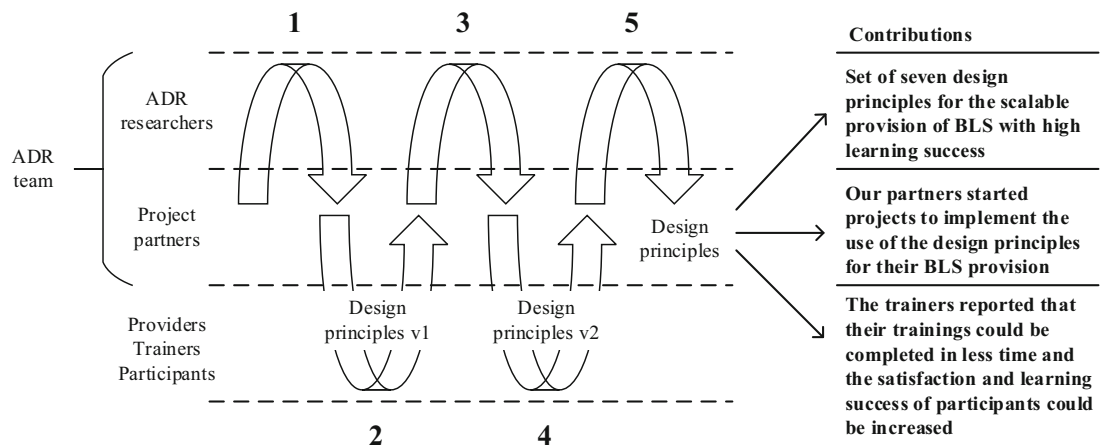 1
3
5
Contributions
ADR
researchers
ADR
team
Project
partners
Design
principles
Providers
Trainers
Participants
Design
principles v1
Design
principles v2
2
4
Set of seven design
principles for the scalable
provision of BLS with high
learning success
Our partners started
projects to implement the
use of the design principles
for their BLS provision
The trainers reported that
their trainings could be
completed in less time and
the satisfaction and learning
success of participants could
be increased